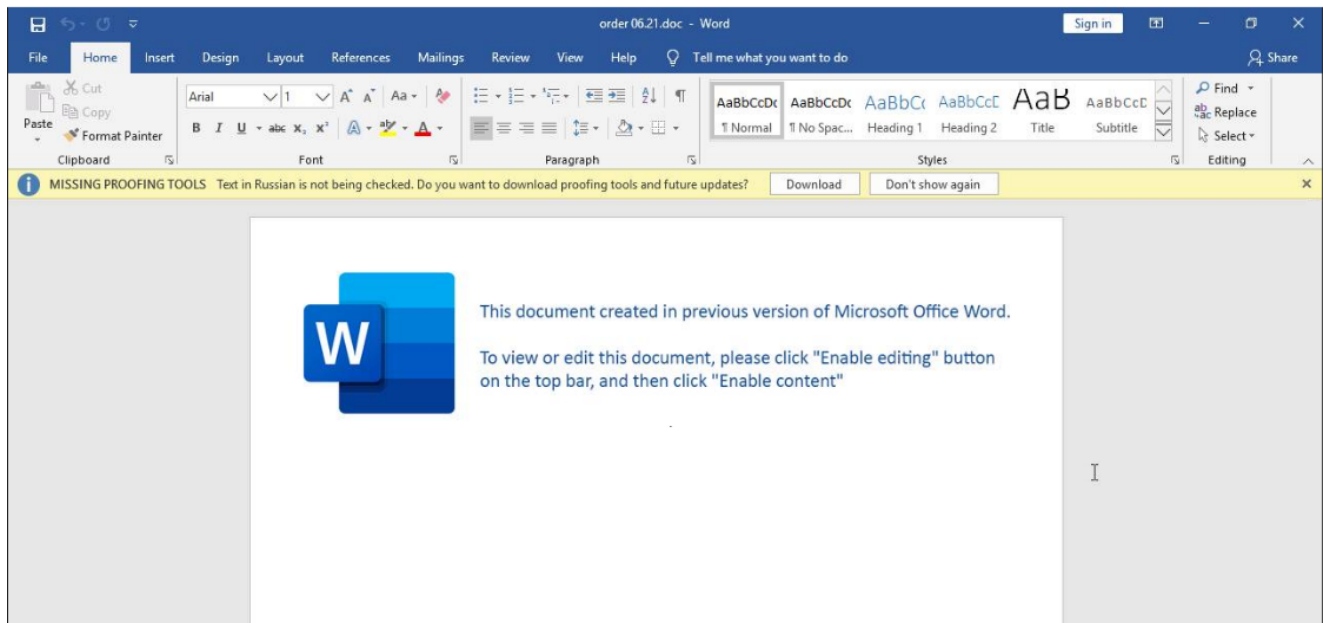 order 06.21.doc - Word
Sign in
File Home Insert Design Layout References Mailings Review View Help Tell me what you want to do Share
Paste
Cut
Copy
Format Painter
Clipboard
Arial 1 A A Aa A
B I U abc x₂ x² A aby A
Font
Paragraph
AaBbCcDc AaBbCcDc AaBbCc AaBbCcE AaB AaBbCcD
¶ Normal ¶ No Spac... Heading 1 Heading 2 Title Subtitle
Styles
Find
Replace
Select
Editing
MISSING PROOFING TOOLS Text in Russian is not being checked. Do you want to download proofing tools and future updates? Download Don't show again
W
This document created in previous version of Microsoft Office Word.
To view or edit this document, please click "Enable editing" button
on the top bar, and then click "Enable content"